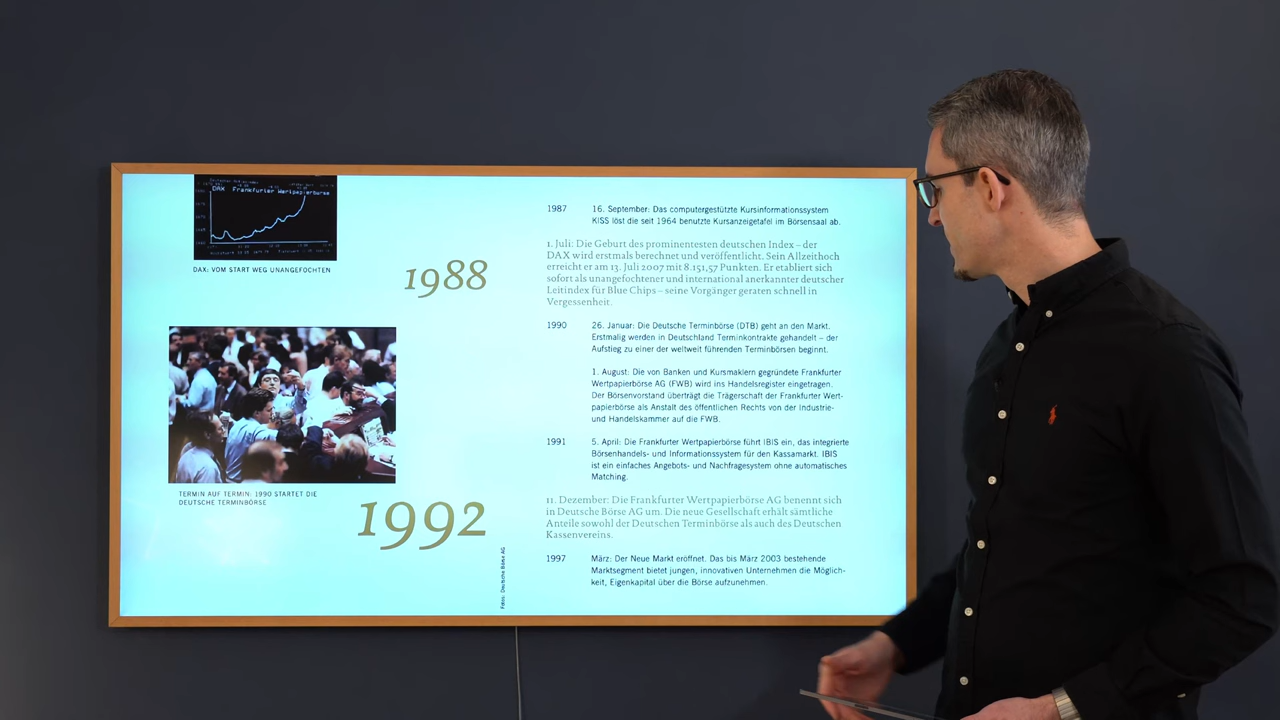 DAX Frankfurter Wertpapierbörse
DAX: VOM START WEG UNANGEFOCHTEN
1988
TERMIN AUF TERMIN: 1990 STARTET DIE
DEUTSCHE TERMINBÖRSE
1992
Fotos: Deutsche Börse AG
1987 16. September: Das computergestützte Kursinformationssystem
KISS löst die seit 1964 benutzte Kursanzeigetafel im Börsensaal ab.
1. Juli: Die Geburt des prominentesten deutschen Index – der
DAX wird erstmals berechnet und veröffentlicht. Sein Allzeithoch
erreicht er am 13. Juli 2007 mit 8.151,57 Punkten. Er etabliert sich
sofort als unangefochtener und international anerkannter deutscher
Leitindex für Blue Chips – seine Vorgänger geraten schnell in
Vergessenheit.
1990 26. Januar: Die Deutsche Terminbörse (DTB) geht an den Markt.
Erstmalig werden in Deutschland Terminkontrakte gehandelt – der
Aufstieg zu einer der weltweit führenden Terminbörsen beginnt.
1. August: Die von Banken und Kursmaklern gegründete Frankfurter
Wertpapierbörse AG (FWB) wird ins Handelsregister eingetragen.
Der Börsenvorstand überträgt die Trägerschaft der Frankfurter Wert-
papierbörse als Anstalt des öffentlichen Rechts von der Industrie-
und Handelskammer auf die FWB.
1991 5. April: Die Frankfurter Wertpapierbörse führt IBIS ein, das integrierte
Börsenhandels- und Informationssystem für den Kassamarkt. IBIS
ist ein einfaches Angebots- und Nachfragesystem ohne automatisches
Matching.
11. Dezember: Die Frankfurter Wertpapierbörse AG benennt sich
in Deutsche Börse AG um. Die neue Gesellschaft erhält sämtliche
Anteile sowohl der Deutschen Terminbörse als auch des Deutschen
Kassenvereins.
1997 März: Der Neue Markt eröffnet. Das bis März 2003 bestehende
Marktsegment bietet jungen, innovativen Unternehmen die Möglich-
keit, Eigenkapital über die Börse aufzunehmen.